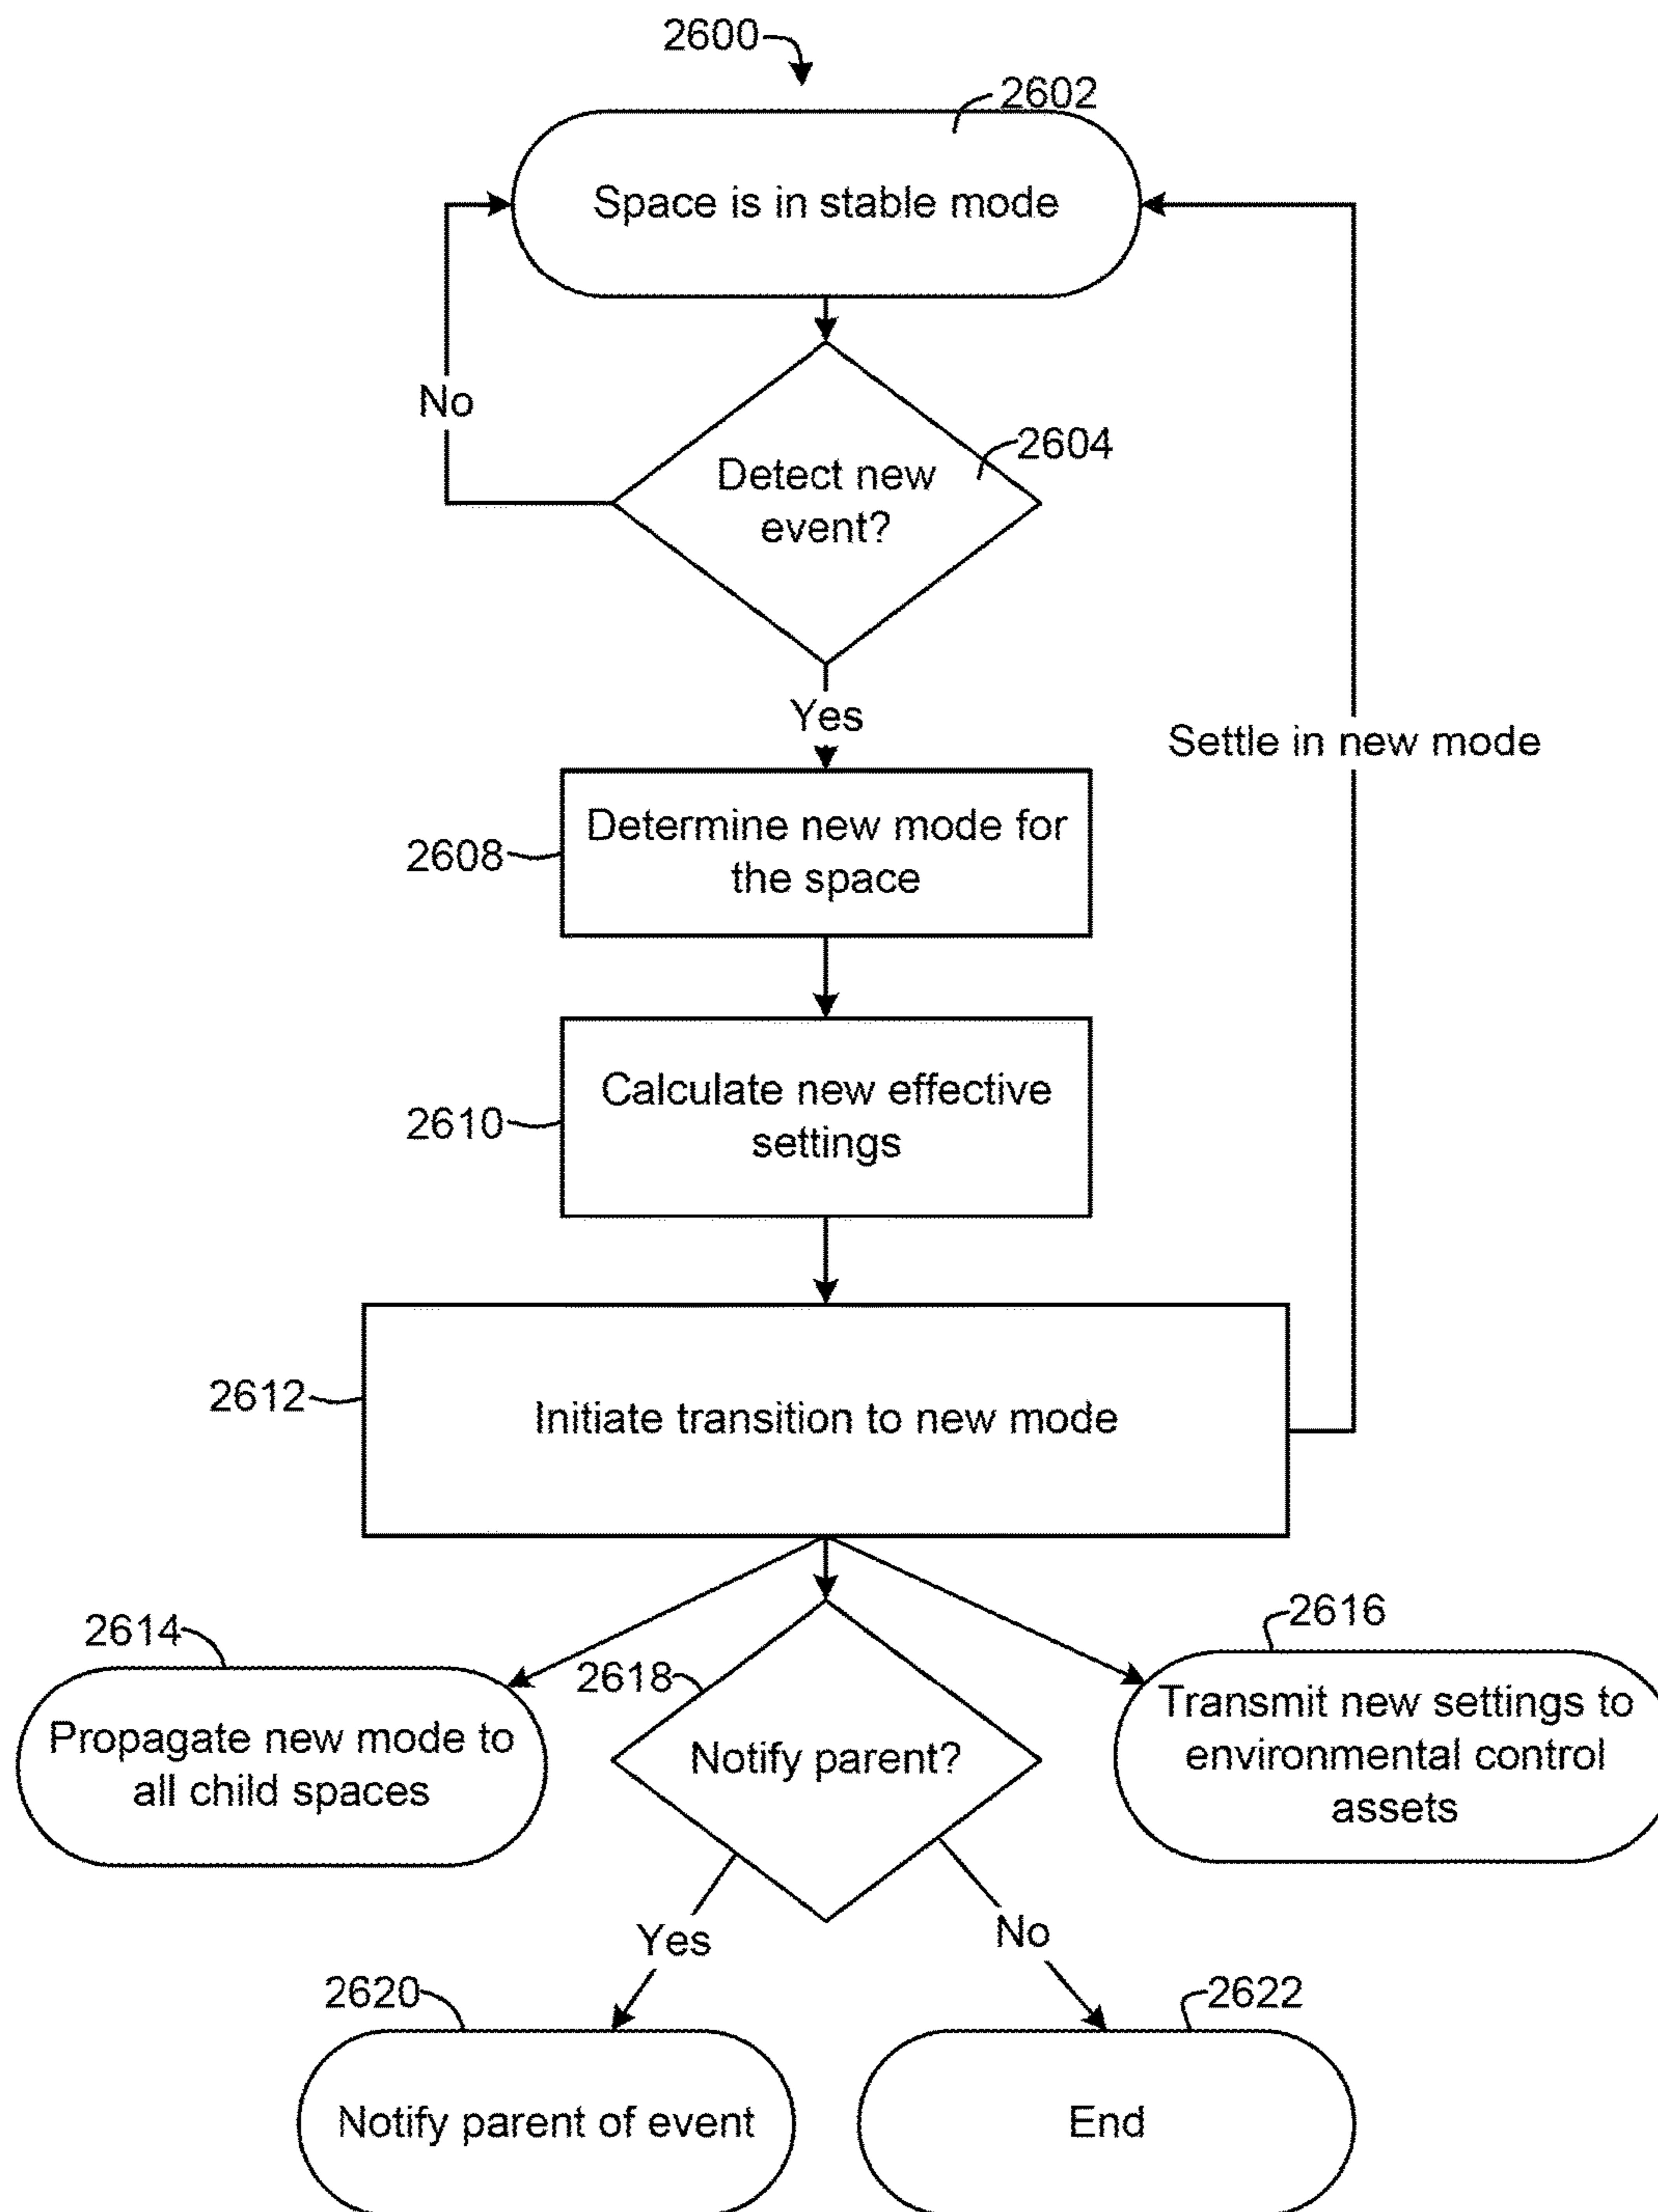 2600
2602
Space is in stable mode
No
2604
Detect new
event?
Yes
Settle in new mode
2608
Determine new mode for
the space
2610
Calculate new effective
settings
2612
Initiate transition to new mode
2614
2616
2618
Propagate new mode to
all child spaces
Notify parent?
Transmit new settings to
environmental control
assets
Yes
No
2620
2622
Notify parent of event
End